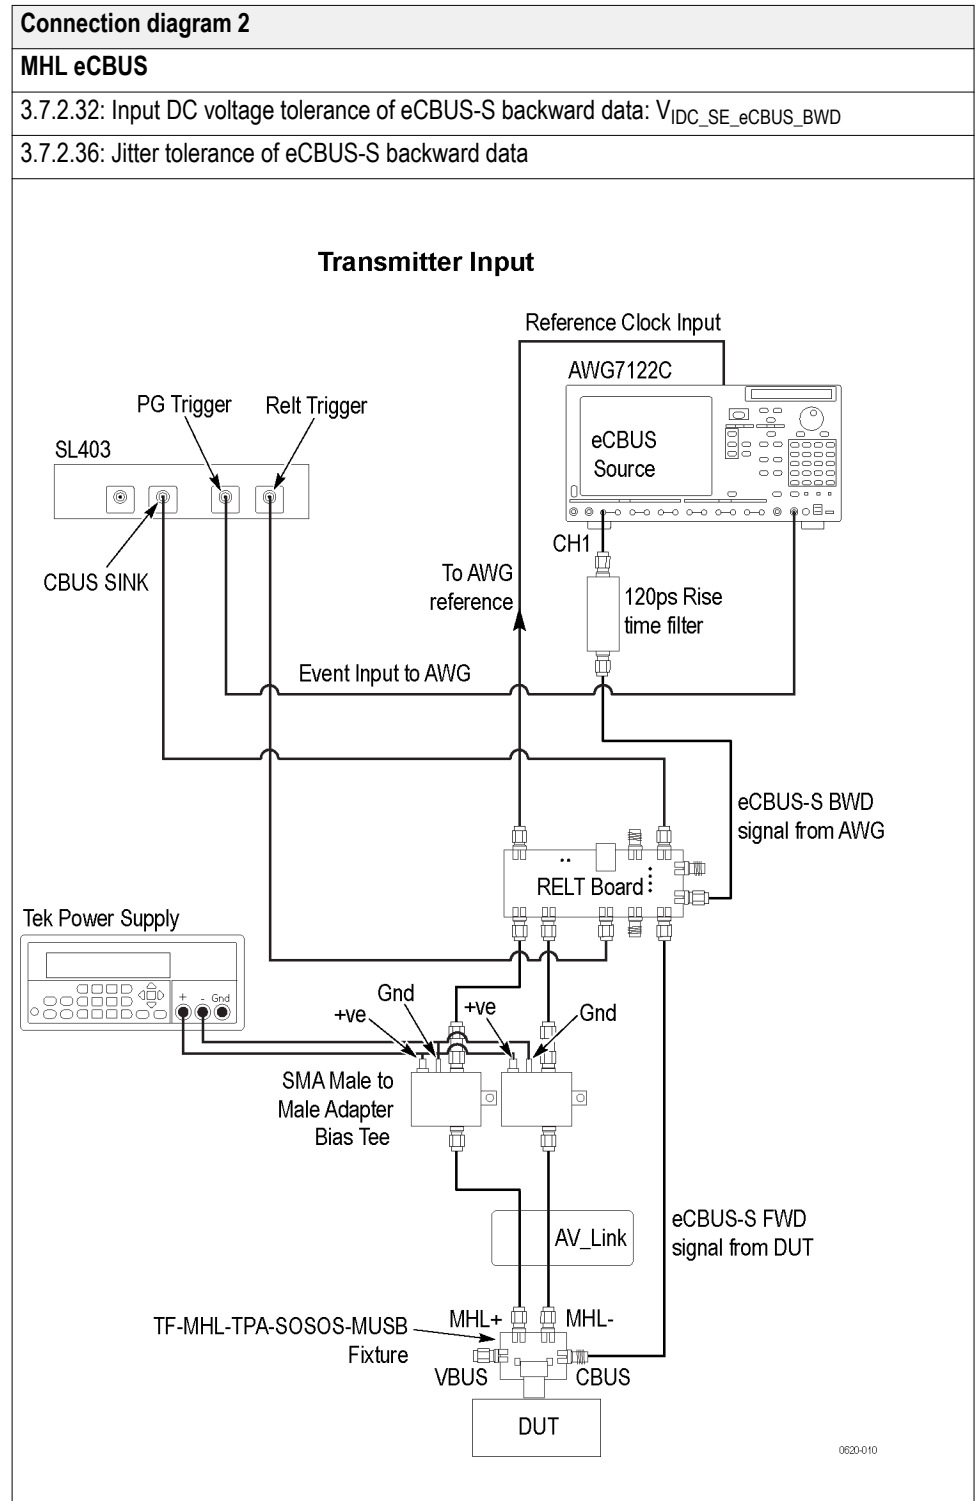 Connection diagram 2
MHL eCBUS
3.7.2.32: Input DC voltage tolerance of eCBUS-S backward data: VIDC_SE_eCBUS_BWD
3.7.2.36: Jitter tolerance of eCBUS-S backward data
Transmitter Input
Reference Clock Input
AWG7122C
PG Trigger
Relt Trigger
SL403
eCBUS
Source
CBUS SINK
CH1
To AWG
reference
120ps Rise
time filter
Event Input to AWG
eCBUS-S BWD
signal from AWG
RELT Board
Tek Power Supply
+ - Gnd
Gnd
+ve
+ve
Gnd
SMA Male to
Male Adapter
Bias Tee
AV_Link
eCBUS-S FWD
signal from DUT
TF-MHL-TPA-SOSOS-MUSB
Fixture
MHL+
MHL-
VBUS
CBUS
DUT
0620-010